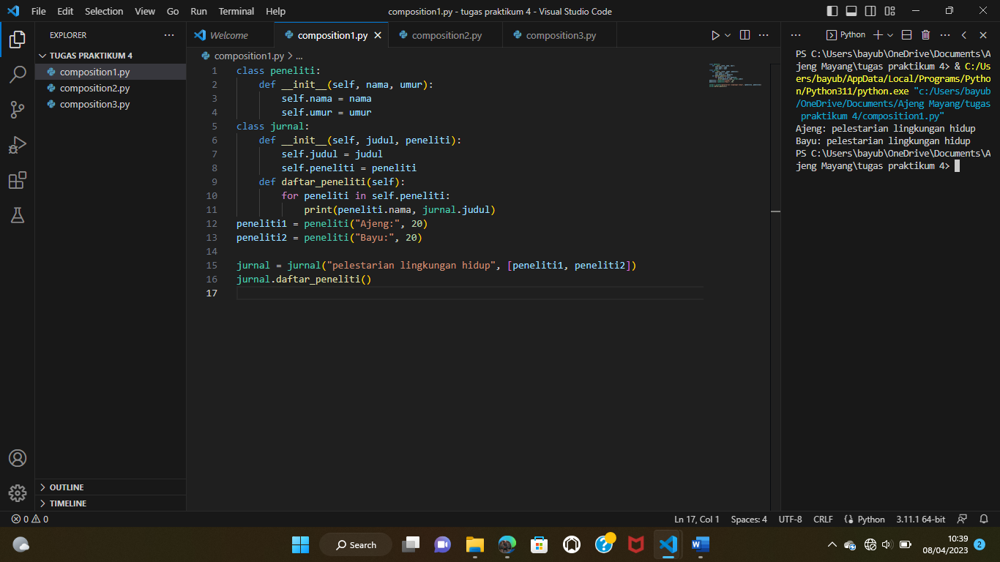 File Edit Selection View Go Run Terminal Help
composition1.py - tugas praktikum 4 - Visual Studio Code
EXPLORER
TUGAS PRAKTIKUM 4
composition1.py
composition2.py
composition3.py
OUTLINE
TIMELINE
Welcome composition1.py composition2.py composition3.py
composition1.py > ...
1 class peneliti:
2     def __init__(self, nama, umur):
3         self.nama = nama
4         self.umur = umur
5 class jurnal:
6     def __init__(self, judul, peneliti):
7         self.judul = judul
8         self.peneliti = peneliti
9     def daftar_peneliti(self):
10         for peneliti in self.peneliti:
11             print(peneliti.nama, jurnal.judul)
12 peneliti1 = peneliti("Ajeng:", 20)
13 peneliti2 = peneliti("Bayu:", 20)
14
15 jurnal = jurnal("pelestarian lingkungan hidup", [peneliti1, peneliti2])
16 jurnal.daftar_peneliti()
17
Python
PS C:\Users\bayub\OneDrive\Documents\A
jeng Mayang\tugas praktikum 4> & C:/Us
ers/bayub/AppData/Local/Programs/Pytho
n/Python311/python.exe "c:/Users/bayub
/OneDrive/Documents/Ajeng Mayang/tugas
 praktikum 4/composition1.py"
Ajeng: pelestarian lingkungan hidup
Bayu: pelestarian lingkungan hidup
PS C:\Users\bayub\OneDrive\Documents\A
jeng Mayang\tugas praktikum 4>
0 0 Ln 17, Col 1 Spaces: 4 UTF-8 CRLF Python 3.11.1 64-bit
Search
10:39
08/04/2023
2